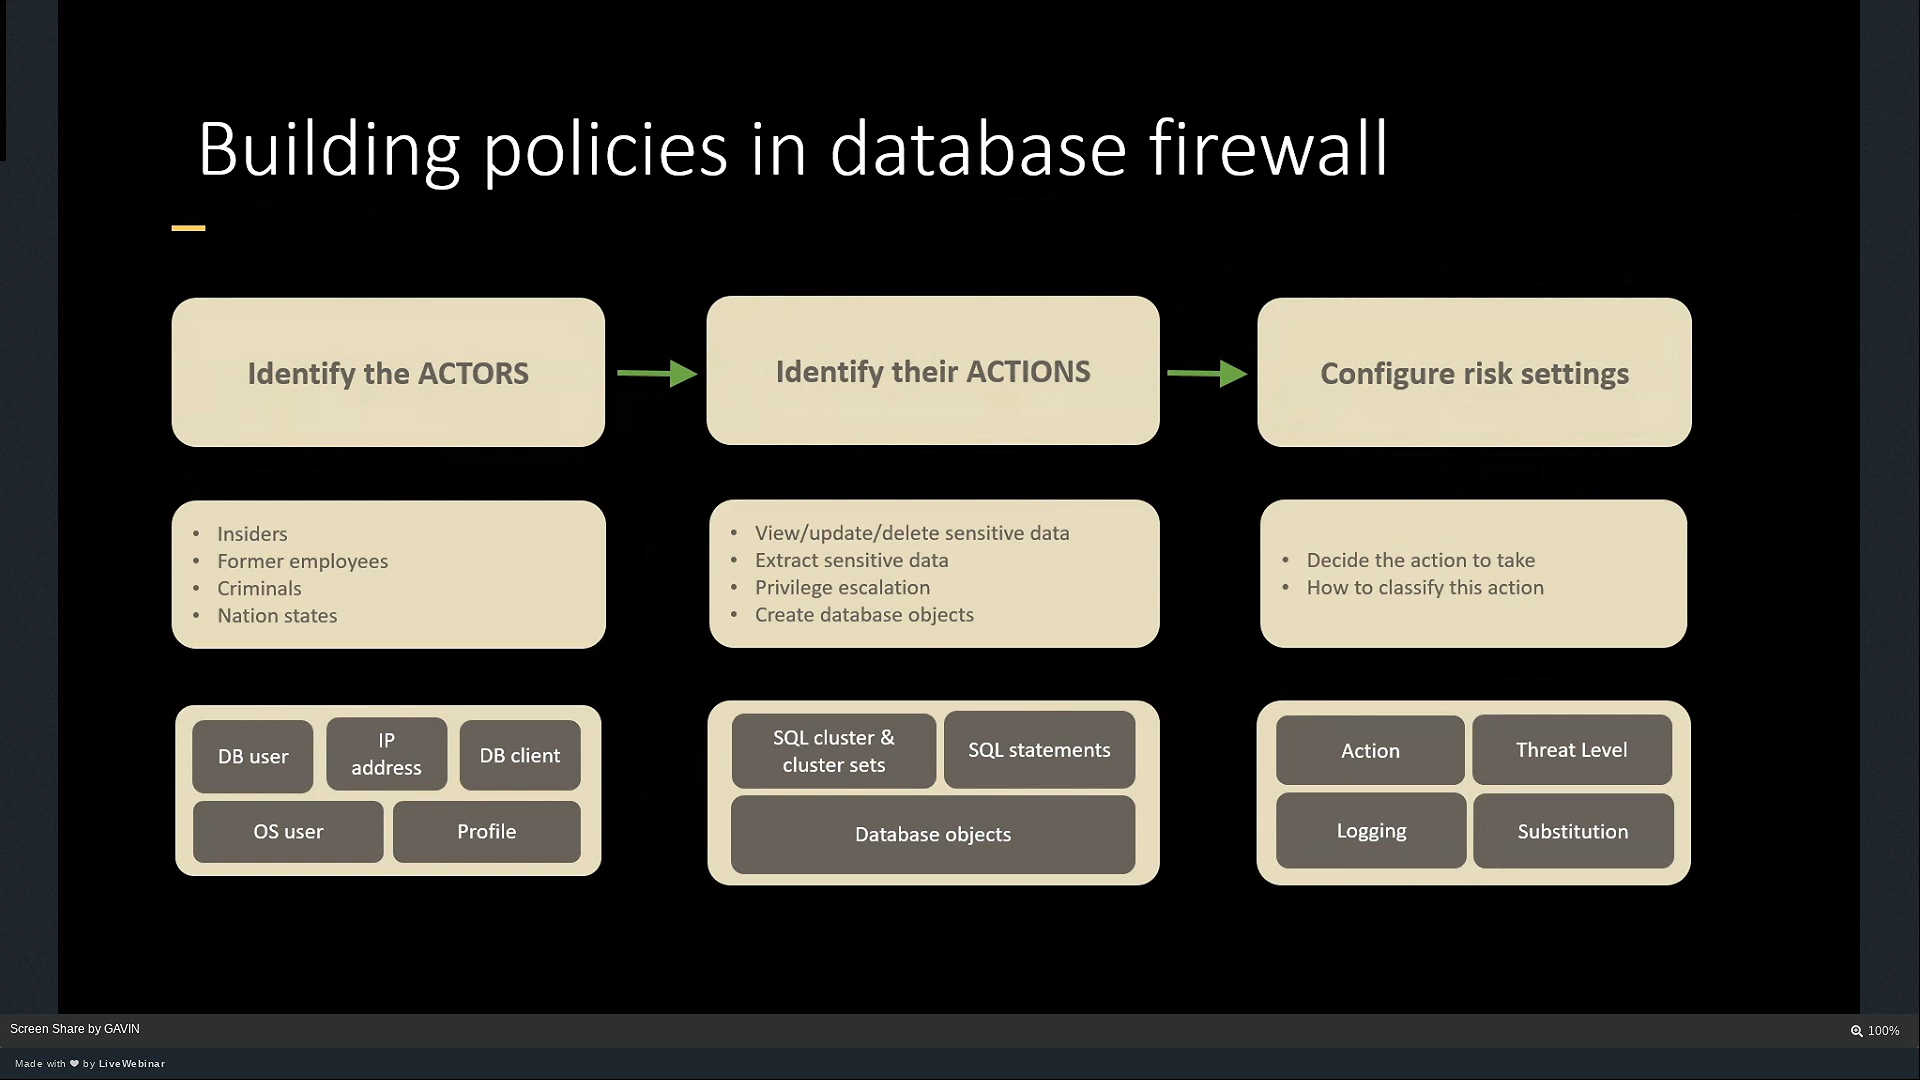 Building policies in database firewall
Identify the ACTORS
Identify their ACTIONS
Configure risk settings
• Insiders
• Former employees
• Criminals
• Nation states
• View/update/delete sensitive data
• Extract sensitive data
• Privilege escalation
• Create database objects
• Decide the action to take
• How to classify this action
DB user
IP
address
DB client
OS user
Profile
SQL cluster &
cluster sets
SQL statements
Database objects
Action
Threat Level
Logging
Substitution
Screen Share by GAVIN
100%
Made with ❤ by LiveWebinar